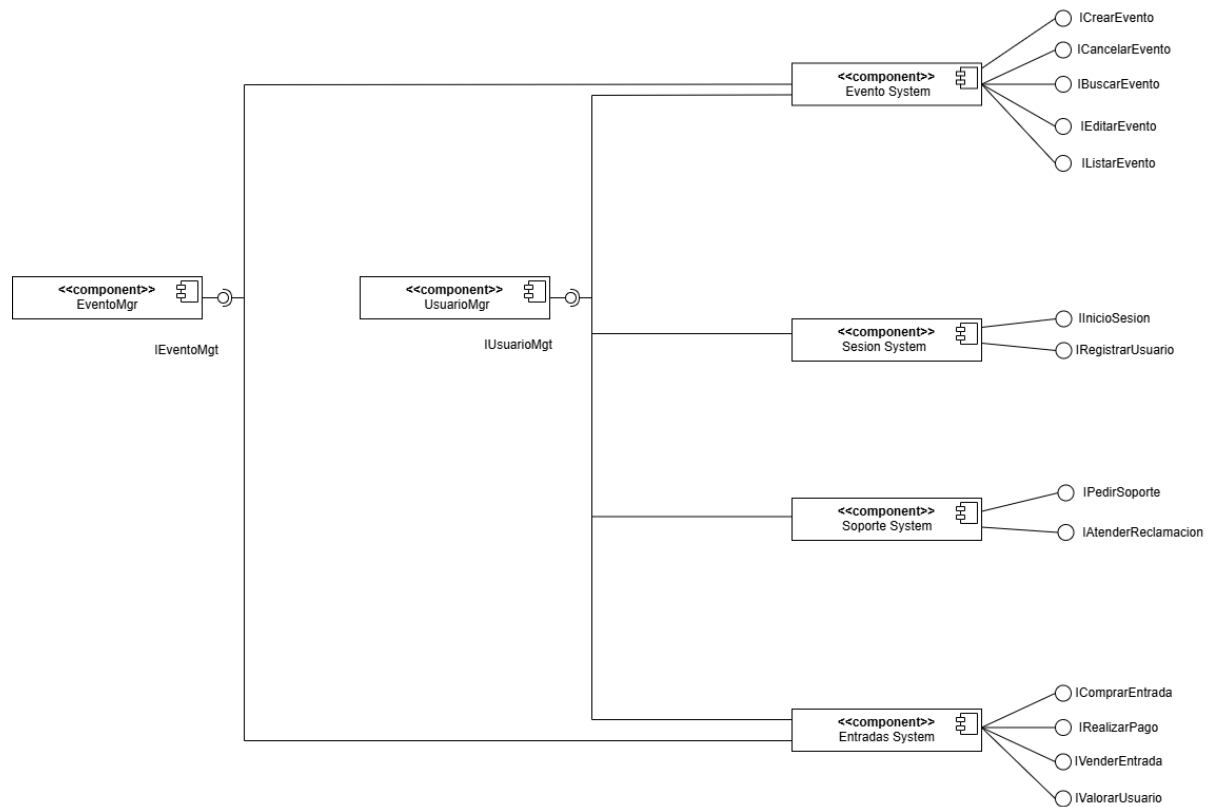 ICrearEvento
ICancelarEvento
<<component>>
Evento System
IBuscarEvento
IEditarEvento
IListarEvento
<<component>>
EventoMgr
IEventoMgt
<<component>>
UsuarioMgr
IUsuarioMgt
<<component>>
Sesion System
IInicioSesion
IRegistrarUsuario
<<component>>
Soporte System
IPedirSoporte
IAtenderReclamacion
<<component>>
Entradas System
IComprarEntrada
IRealizarPago
IVenderEntrada
IValorarUsuario